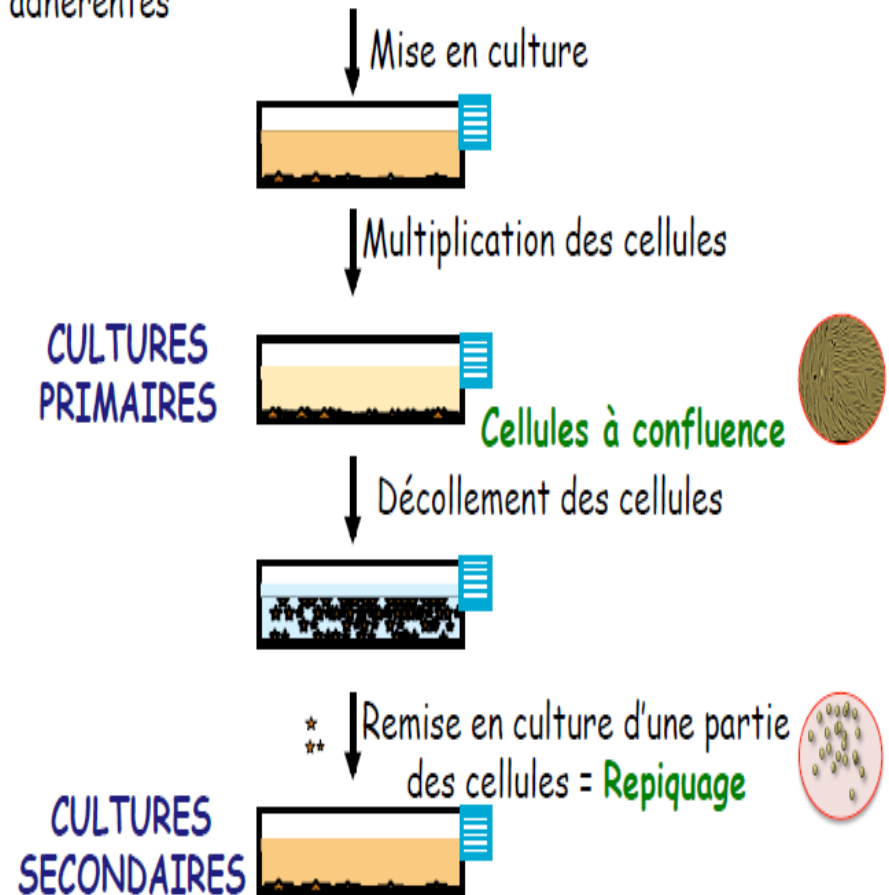 adhérentes
Mise en culture
Multiplication des cellules
CULTURES
PRIMAIRES
Cellules à confluence
Décollement des cellules
Remise en culture d'une partie
des cellules = Repiquage
CULTURES
SECONDAIRES